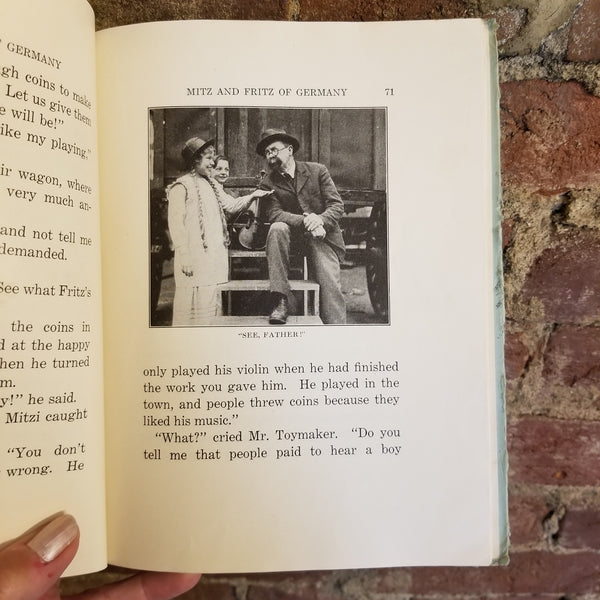 GERMANY
gh coins to make
Let us give them
e will be!"
ike my playing,"
ir wagon, where
very much an-
and not tell me
demanded.
See what Fritz's
the coins in
d at the happy
hen he turned
m.
y!" he said.
Mitzi caught
"You don't
wrong. He
MITZ AND FRITZ OF GERMANY 71
"SEE, FATHER!"
only played his violin when he had finished
the work you gave him. He played in the
town, and people threw coins because they
liked his music."
"What?" cried Mr. Toymaker. "Do you
tell me that people paid to hear a boy